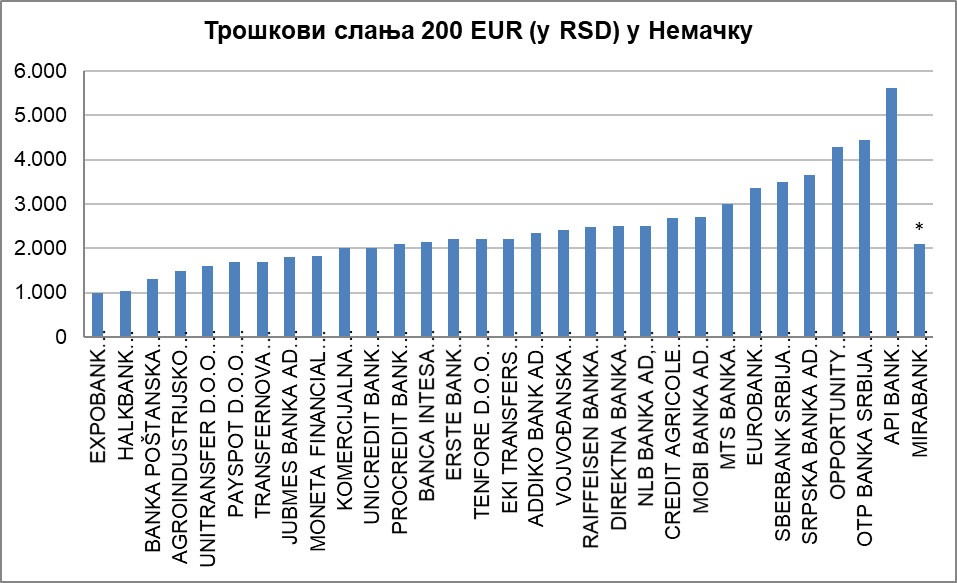 Трошкови слања 200 EUR (у RSD) у Немачку
6.000
5.000
4.000
3.000
2.000
1.000
0
*
EXPOBANK...
HALKBANK...
BANKA POŠTANSKA...
AGROINDUSTRIJSKO...
UNITRANSFER D.O.O...
PAYSPOT D.O.O...
TRANSFERNOVA...
JUBMES BANKA AD...
MONETA FINANCIAL...
KOMERCIJALNA...
UNICREDIT BANK...
PROCREDIT BANK...
BANCA INTESA...
ERSTE BANK...
TENFORE D.O.O...
EKI TRANSFERS...
ADDIKO BANK AD...
VOJVOĐANSKA...
RAIFFEISEN BANKA...
DIREKTNA BANKA...
NLB BANKA AD,...
CREDIT AGRICOLE...
MOBI BANKA AD...
MTS BANKA...
EUROBANK...
SBERBANK SRBIJA...
SRPSKA BANKA AD...
OPPORTUNITY...
OTP BANKA SRBIJA...
API BANK...
MIRABANK...